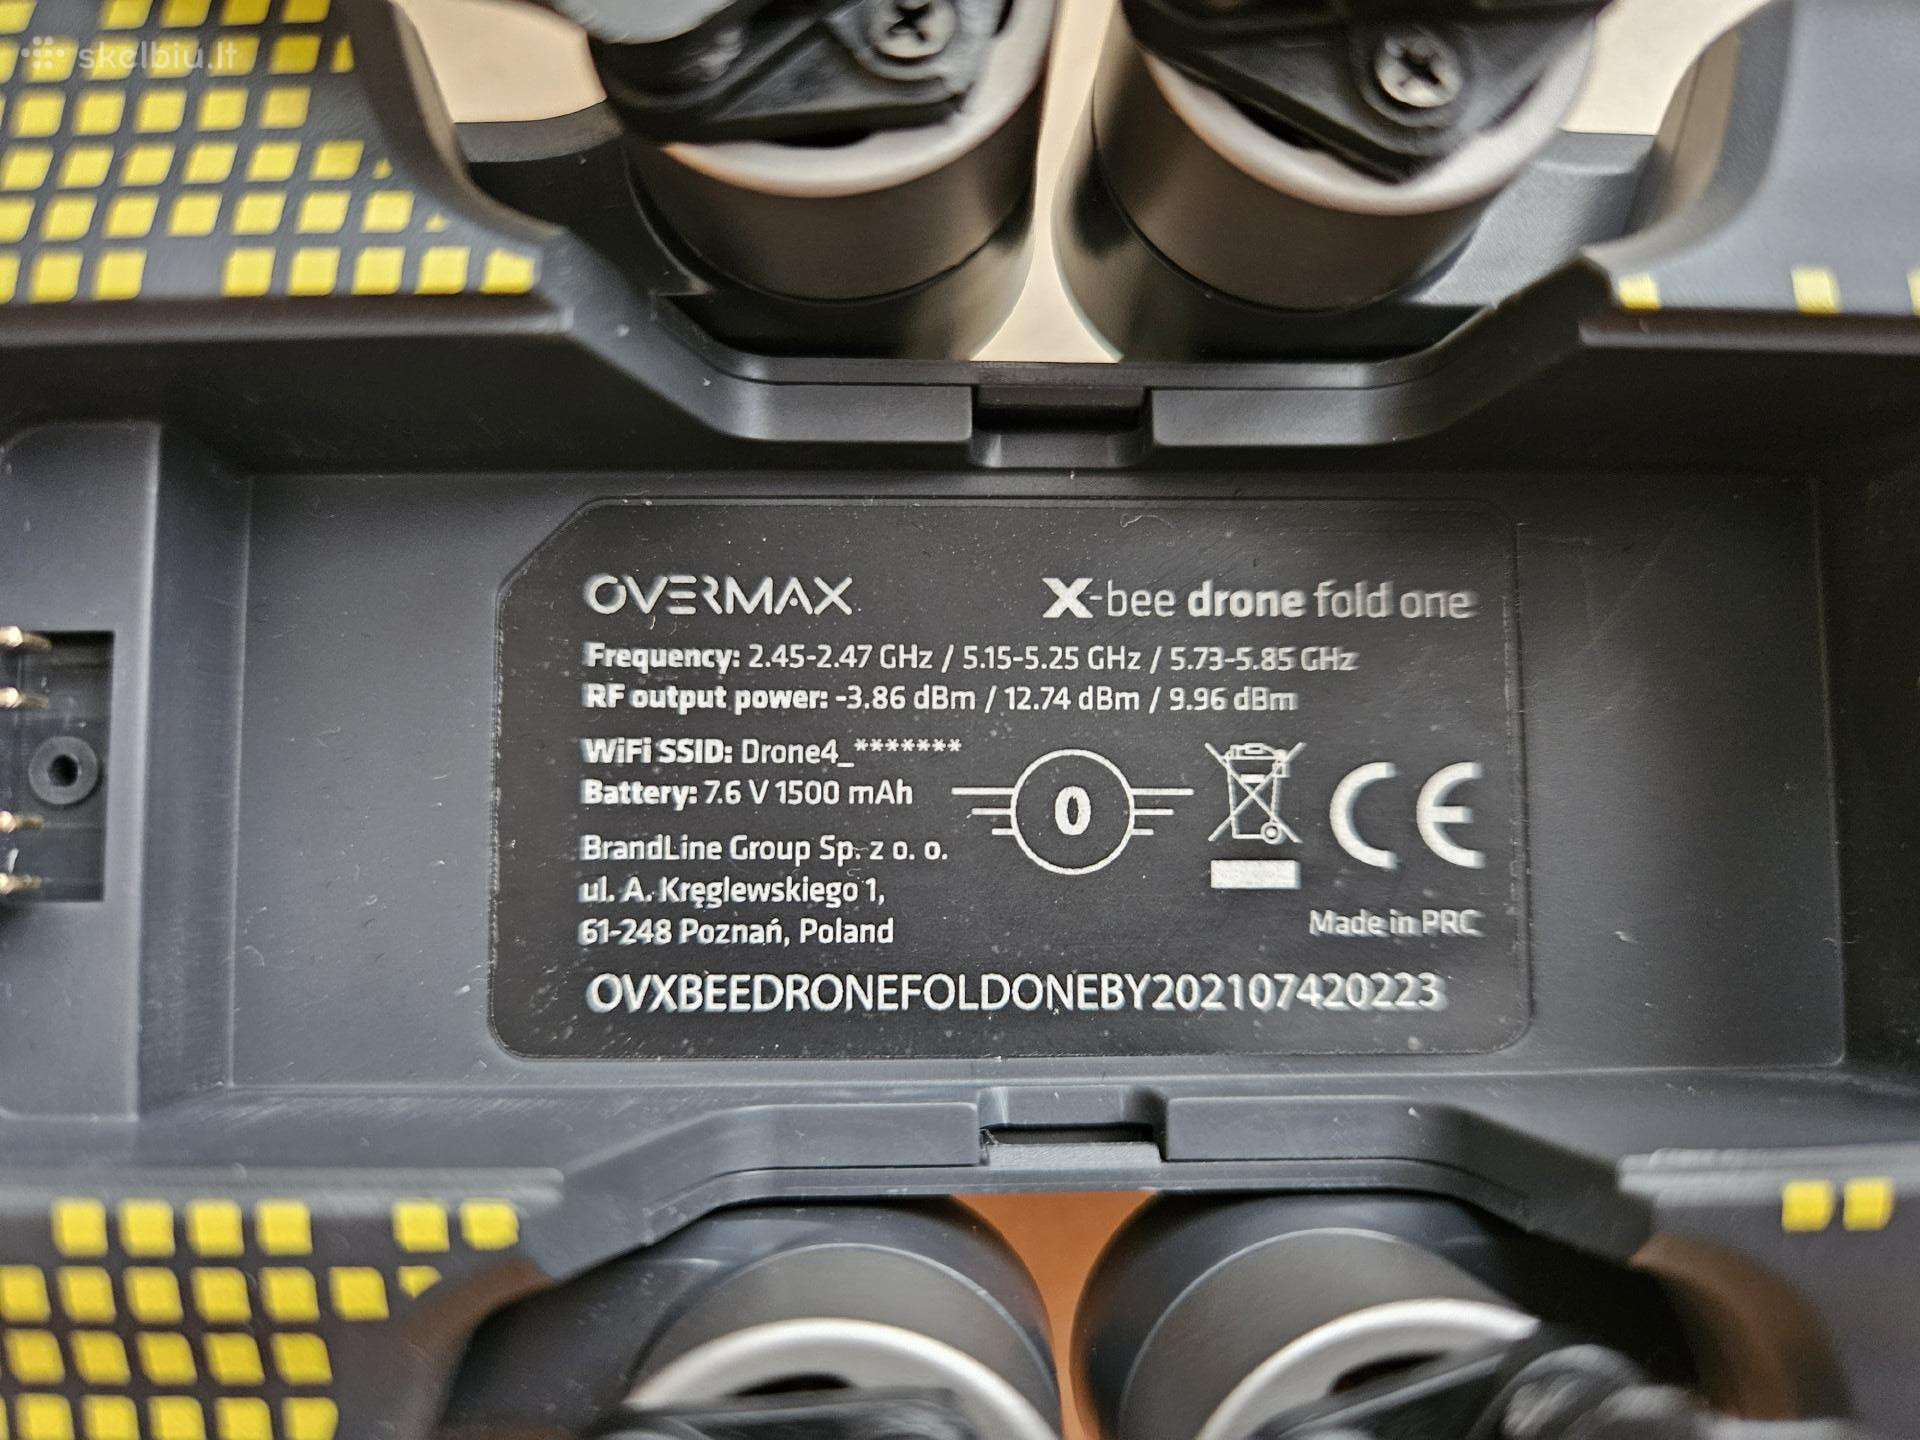 skelbiu.lt
OVERMAX X-bee drone fold one
Frequency: 2.45-2.47 GHz / 5.15-5.25 GHz / 5.73-5.85 GHz
RF output power: -3.86 dBm / 12.74 dBm / 9.96 dBm
WiFi SSID: Drone4_*******
Battery: 7.6 V 1500 mAh
0
CE
BrandLine Group Sp. z o. o.
ul. A. Kręglewskiego 1,
61-248 Poznań, Poland
Made in PRC
OVXBEEDRONEFOLDONEBY202107420223